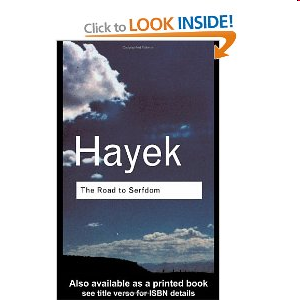 Click to LOOK INSIDE!
Hayek
The Road to Serfdom
Also available as a printed book
see title verso for ISBN details